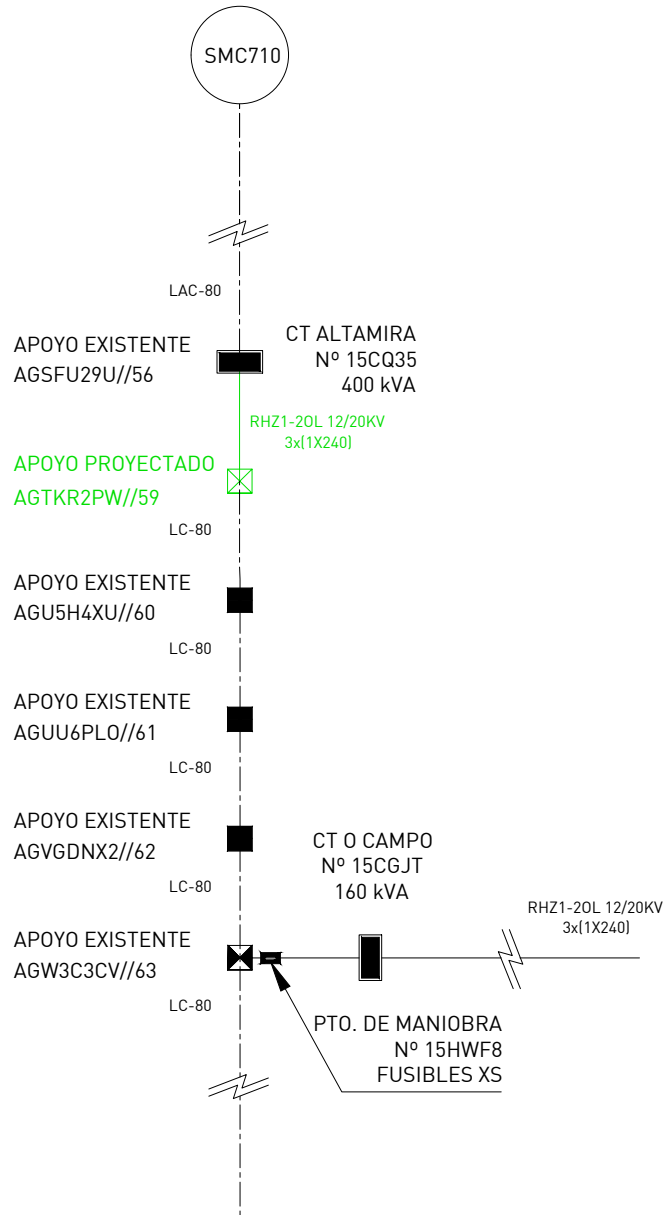 SMC710
LAC-80
APOYO EXISTENTE
AGSFU29U//56
CT ALTAMIRA
Nº 15CQ35
400 kVA
RHZ1-2OL 12/20KV
3x(1X240)
APOYO PROYECTADO
AGTKR2PW//59
LC-80
APOYO EXISTENTE
AGU5H4XU//60
LC-80
APOYO EXISTENTE
AGUU6PLO//61
LC-80
APOYO EXISTENTE
AGVGDNX2//62
LC-80
CT O CAMPO
Nº 15CGJT
160 kVA
RHZ1-2OL 12/20KV
3x(1X240)
APOYO EXISTENTE
AGW3C3CV//63
LC-80
PTO. DE MANIOBRA
Nº 15HWF8
FUSIBLES XS